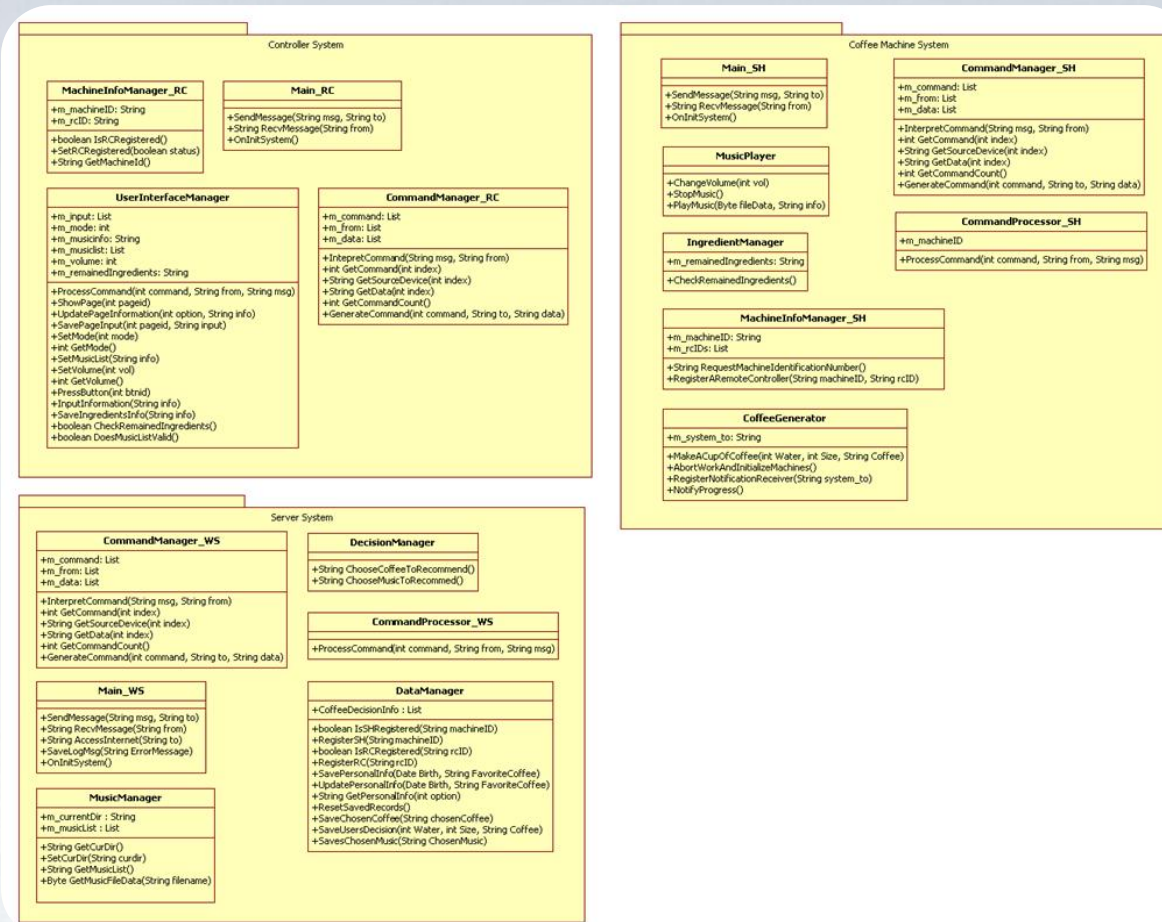 Controller System
MachineInfoManager_RC
+m_machineID: String
+m_rcID: String
+boolean IsRCRegistered()
+SetRCRegistered(boolean status)
+String GetMachineId()
Main_RC
+SendMessage(String msg, String to)
+String RecvMessage(String from)
+OnInitSystem()
UserInterfaceManager
+m_input: List
+m_mode: int
+m_musicinfo: String
+m_musiclist: List
+m_volume: int
+m_remainedIngredients: String
+ProcessCommand(int command, String from, String msg)
+ShowPage(int pageid)
+UpdatePageInformation(int option, String info)
+SavePageInput(int pageid, String input)
+SetMode(int mode)
+int GetMode()
+SetMusicList(String info)
+SetVolume(int vol)
+int GetVolume()
+PressButton(int btnid)
+InputInformation(String info)
+SaveIngredientsInfo(String info)
+boolean CheckRemainedIngredients()
+boolean DoesMusicListValid()
CommandManager_RC
+m_command: List
+m_from: List
+m_data: List
+IntepretCommand(String msg, String from)
+int GetCommand(int index)
+String GetSourceDevice(int index)
+String GetData(int index)
+int GetCommandCount()
+GenerateCommand(int command, String to, String data)
Coffee Machine System
Main_SH
+SendMessage(String msg, String to)
+String RecvMessage(String from)
+OnInitSystem()
CommandManager_SH
+m_command: List
+m_from: List
+m_data: List
+InterpretCommand(String msg, String from)
+int GetCommand(int index)
+String GetSourceDevice(int index)
+String GetData(int index)
+int GetCommandCount()
+GenerateCommand(int command, String to, String data)
MusicPlayer
+ChangeVolume(int vol)
+StopMusic()
+PlayMusic(Byte fileData, String info)
CommandProcessor_SH
+m_machineID
+ProcessCommand(int command, String from, String msg)
IngredientManager
+m_remainedIngredients: String
+CheckRemainedIngredients()
MachineInfoManager_SH
+m_machineID: String
+m_rcIDs: List
+String RequestMachineIdentificationNumber()
+RegisterARemoteController(String machineID, String rcID)
CoffeeGenerator
+m_system_to: String
+MakeACupOfCoffee(int Water, int Size, String Coffee)
+AbortWorkAndInitializeMachines()
+RegisterNotificationReceiver(String system_to)
+NotifyProgress()
Server System
CommandManager_WS
+m_command: List
+m_from: List
+m_data: List
+InterpretCommand(String msg, String from)
+int GetCommand(int index)
+String GetSourceDevice(int index)
+String GetData(int index)
+int GetCommandCount()
+GenerateCommand(int command, String to, String data)
DecisionManager
+String ChooseCoffeeToRecommend()
+String ChooseMusicToRecommed()
CommandProcessor_WS
+ProcessCommand(int command, String from, String msg)
Main_WS
+SendMessage(String msg, String to)
+String RecvMessage(String from)
+String AccessInternet(String to)
+SaveLogMsg(String ErrorMessage)
+OnInitSystem()
DataManager
+CoffeeDecisionInfo : List
+boolean IsSHRegistered(String machineID)
+RegisterSH(String machineID)
+boolean IsRCRegistered(String rcID)
+RegisterRC(String rcID)
+SavePersonalInfo(Date Birth, String FavoriteCoffee)
+UpdatePersonalInfo(Date Birth, String FavoriteCoffee)
+String GetPersonalInfo(int option)
+ResetSavedRecords()
+SaveChosenCoffee(String chosenCoffee)
+SaveUsersDecision(int Water, int Size, String Coffee)
+SavesChosenMusic(String ChosenMusic)
MusicManager
+m_currentDir : String
+m_musicList : List
+String GetCurDir()
+SetCurDir(String curdir)
+String GetMusicList()
+Byte GetMusicFileData(String filename)